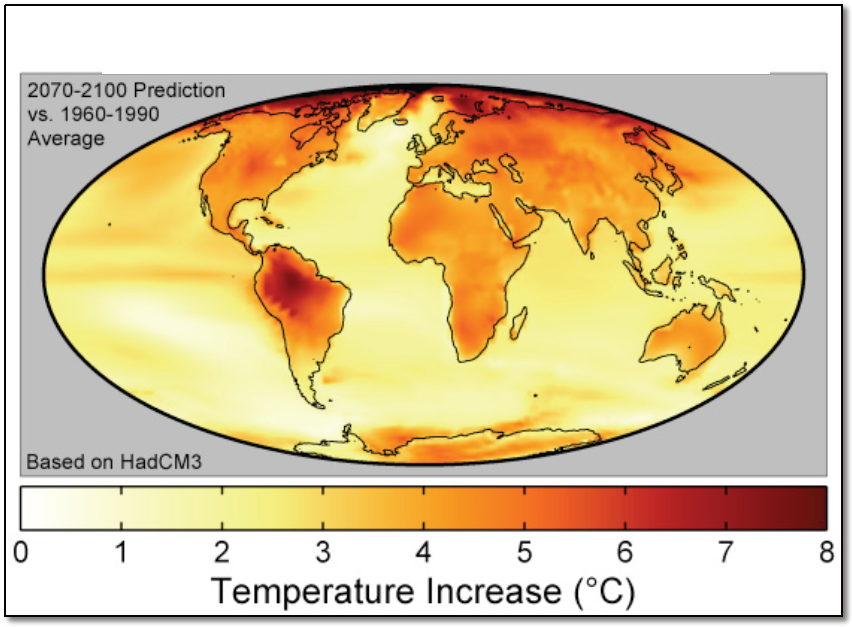 2070-2100 Prediction
vs. 1960-1990
Average
Based on HadCM3
0 1 2 3 4 5 6 7 8
Temperature Increase (°C)